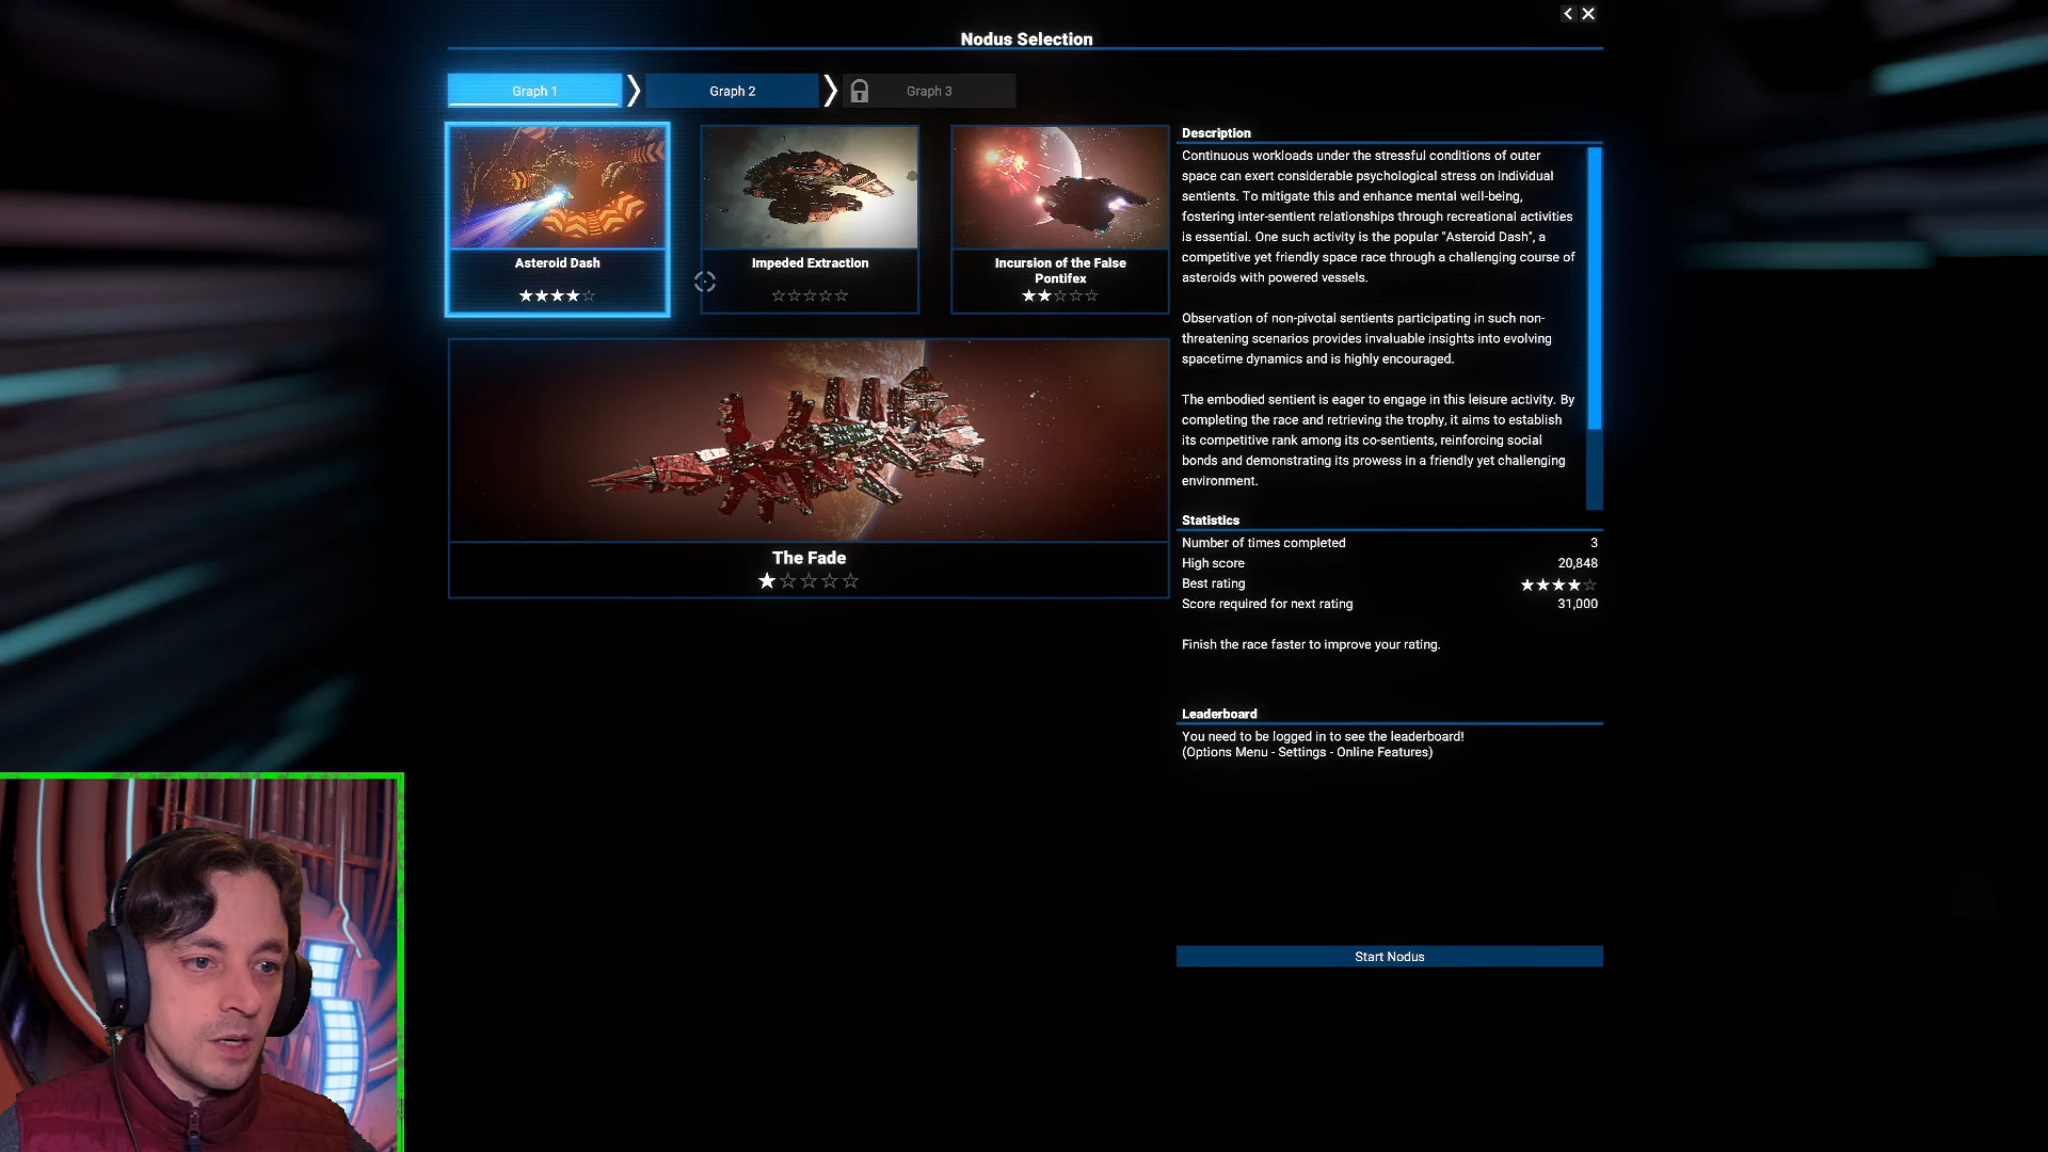 Nodus Selection
Graph 1
Graph 2
Graph 3
Asteroid Dash
Impeded Extraction
Incursion of the False
Pontifex
The Fade
Description
Continuous workloads under the stressful conditions of outer
space can exert considerable psychological stress on individual
sentients. To mitigate this and enhance mental well-being,
fostering inter-sentient relationships through recreational activities
is essential. One such activity is the popular "Asteroid Dash", a
competitive yet friendly space race through a challenging course of
asteroids with powered vessels.
Observation of non-pivotal sentients participating in such non-
threatening scenarios provides invaluable insights into evolving
spacetime dynamics and is highly encouraged.
The embodied sentient is eager to engage in this leisure activity. By
completing the race and retrieving the trophy, it aims to establish
its competitive rank among its co-sentients, reinforcing social
bonds and demonstrating its prowess in a friendly yet challenging
environment.
Statistics
Number of times completed 3
High score 20,848
Best rating
Score required for next rating 31,000
Finish the race faster to improve your rating.
Leaderboard
You need to be logged in to see the leaderboard!
(Options Menu - Settings - Online Features)
Start Nodus